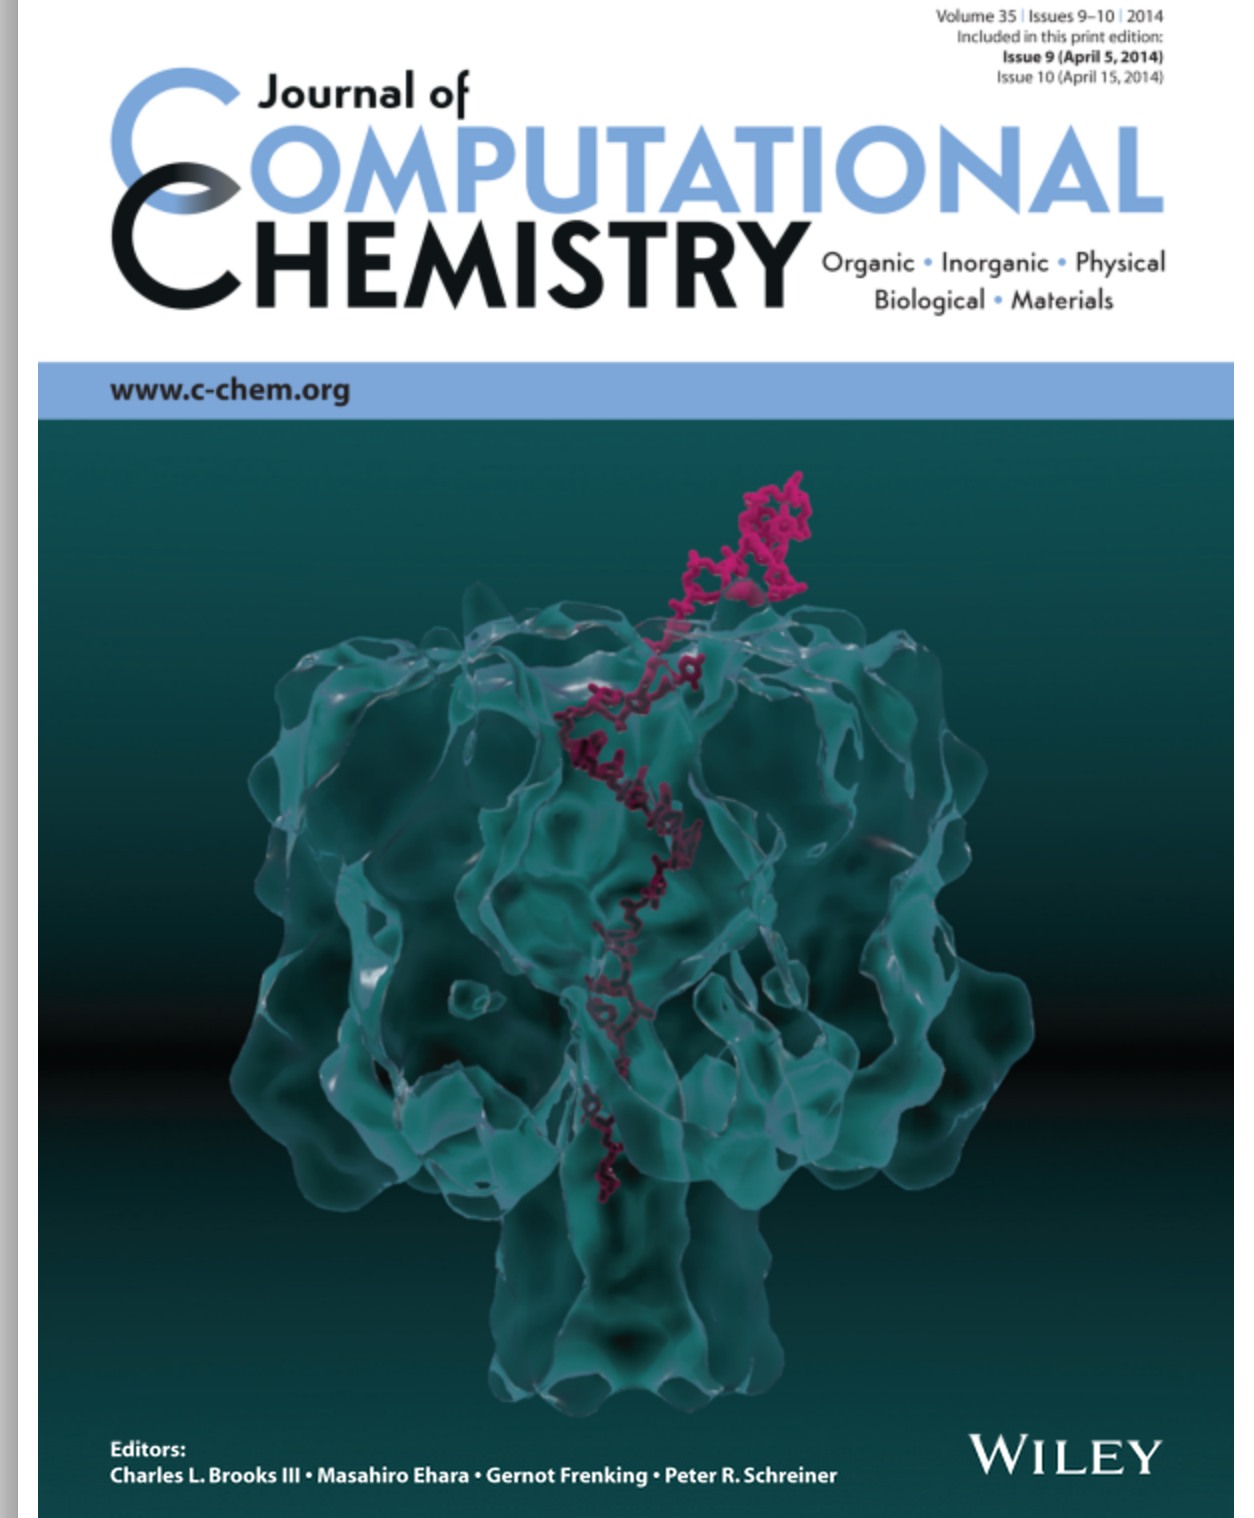 Volume 35 | Issues 9–10 | 2014
Included in this print edition:
Issue 9 (April 5, 2014)
Issue 10 (April 15, 2014)
Journal of
COMPUTATIONAL
CHEMISTRY
Organic • Inorganic • Physical
Biological • Materials
www.c-chem.org
Editors:
Charles L. Brooks III • Masahiro Ehara • Gernot Frenking • Peter R. Schreiner
WILEY